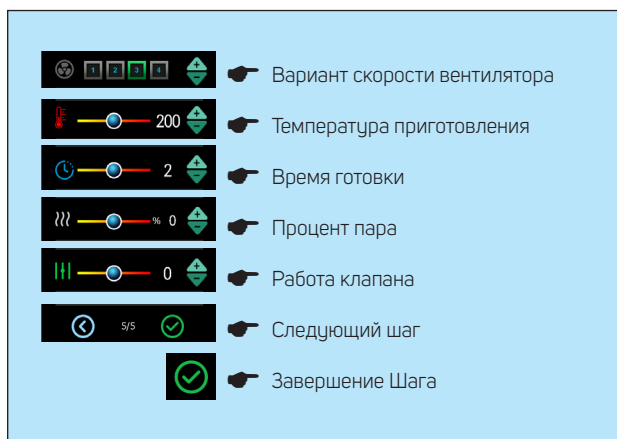 1 2 3 4 Вариант скорости вентилятора
200 Температура приготовления
2 Время готовки
% 0 Процент пара
0 Работа клапана
5/5 Следующий шаг
Завершение Шага